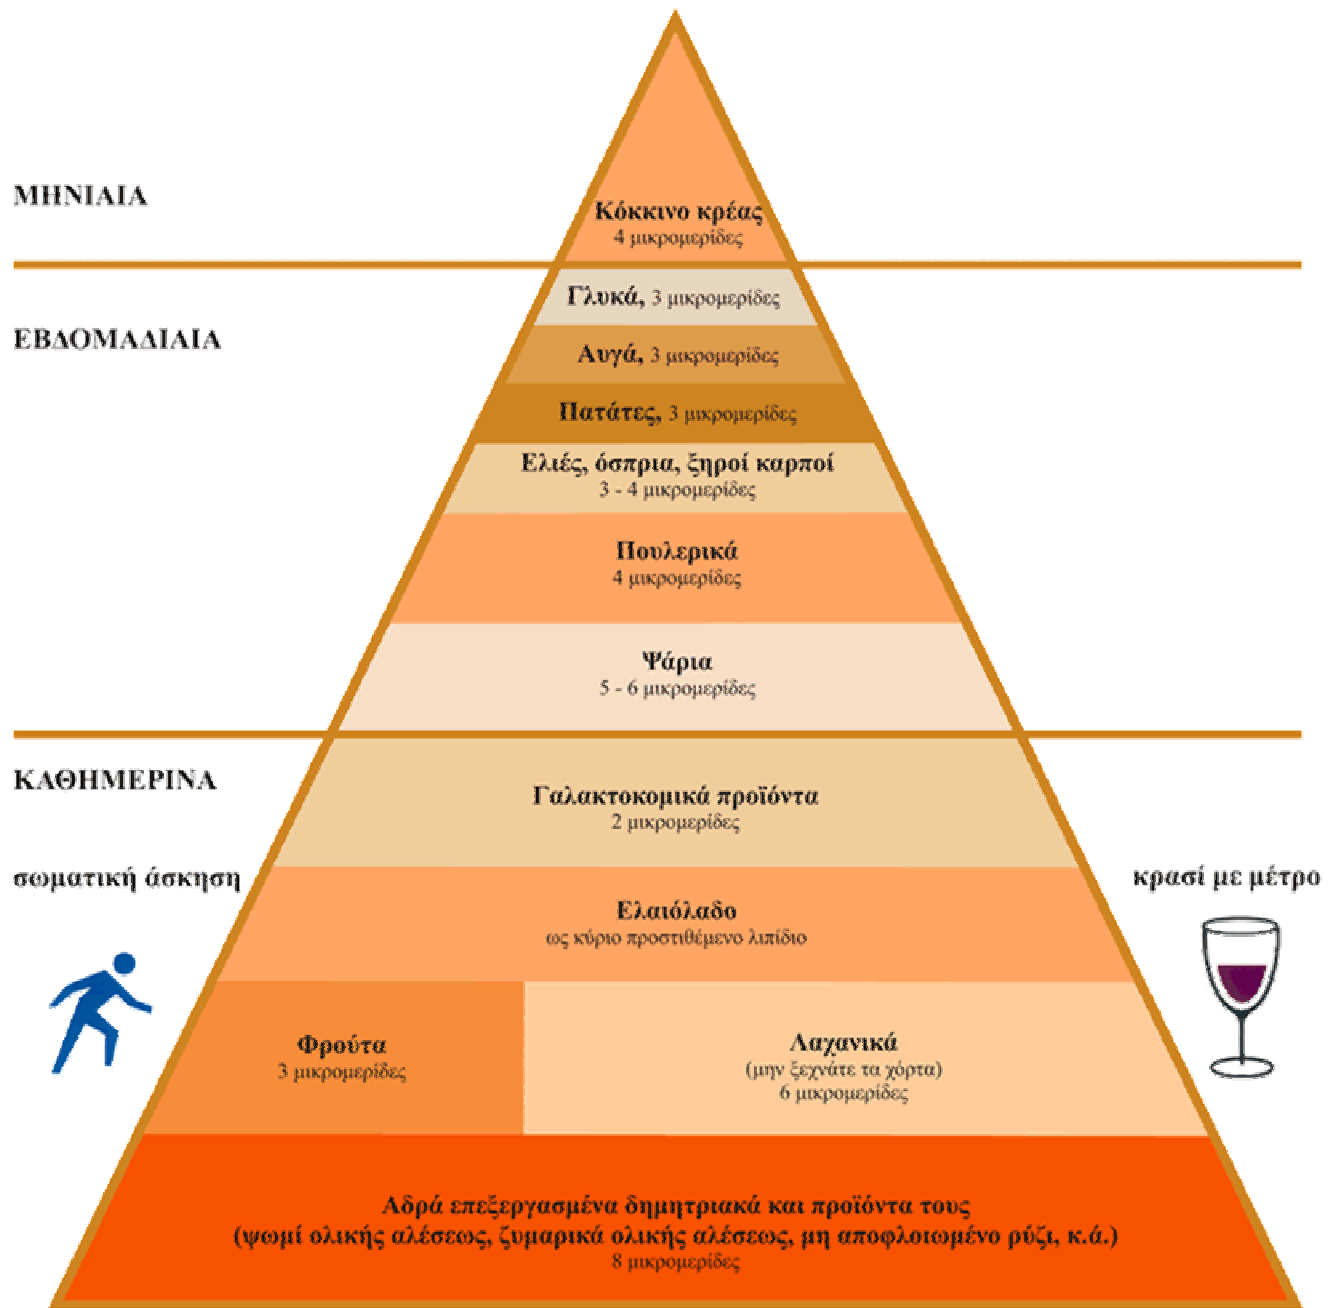 ΜΗΝΙΑΙΑ
Κόκκινο κρέας
4 μικρομερίδες
Γλυκά, 3 μικρομερίδες
ΕΒΔΟΜΑΔΙΑΙΑ
Αυγά, 3 μικρομερίδες
Πατάτες, 3 μικρομερίδες
Ελιές, όσπρια, ξηροί καρποί
3 - 4 μικρομερίδες
Πουλερικά
4 μικρομερίδες
Ψάρια
5 - 6 μικρομερίδες
ΚΑΘΗΜΕΡΙΝΑ
Γαλακτοκομικά προϊόντα
2 μικρομερίδες
σωματική άσκηση
κρασί με μέτρο
Ελαιόλαδο
ως κύριο προστιθέμενο λιπίδιο
Φρούτα
3 μικρομερίδες
Λαχανικά
(μην ξεχνάτε τα χόρτα)
6 μικρομερίδες
Αδρά επεξεργασμένα δημητριακά και προϊόντα τους
(ψωμί ολικής αλέσεως, ζυμαρικά ολικής αλέσεως, μη αποφλοιωμένο ρύζι, κ.ά.)
8 μικρομερίδες